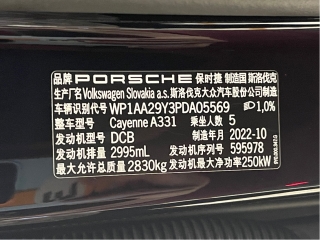 品牌 PORSCHE 保时捷 制造国 斯洛伐克
生产厂名 Volkswagen Slovakia a.s. 斯洛伐克大众汽车股份公司制造
车辆识别代号 WP1AA29Y3PDA05569 1,0%
整车型号 Cayenne A331 乘坐人数 5
发动机型号 DCB 制造年月 2022-10
发动机排量 2995mL 发动机序列号 595978
最大允许总质量 2830kg 发动机最大净功率 250kW